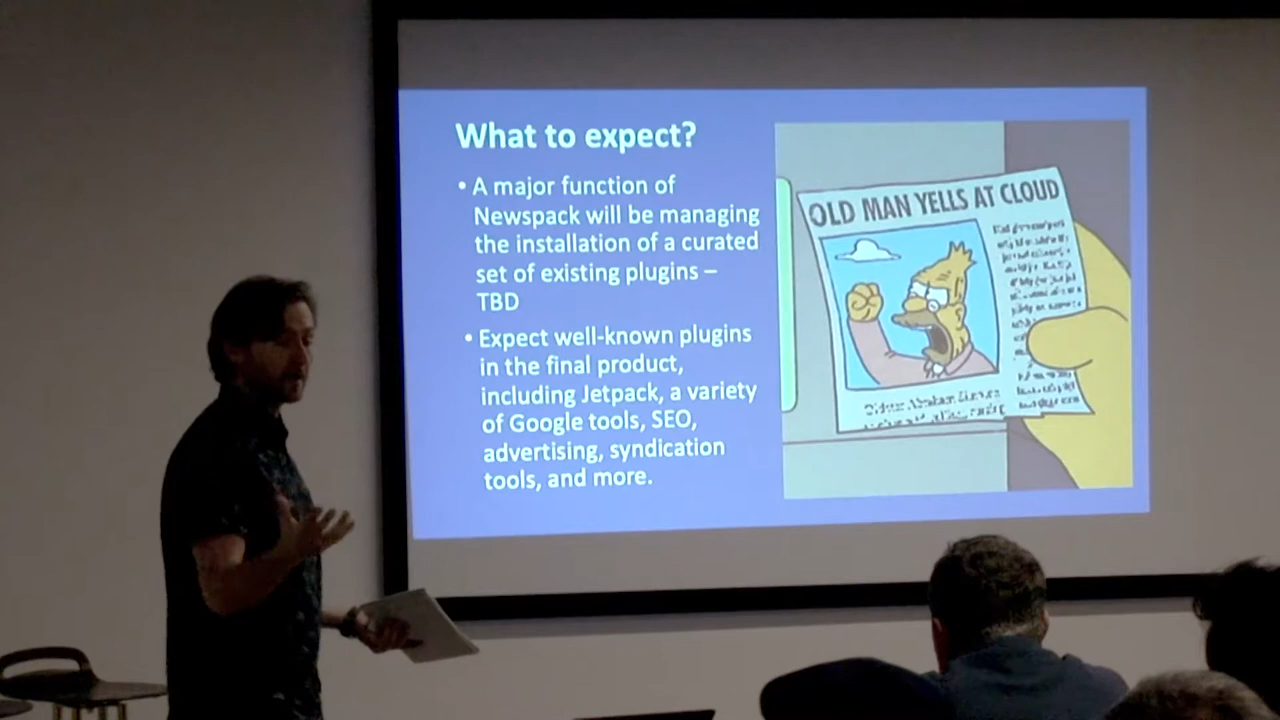 What to expect?
• A major function of
Newspack will be managing
the installation of a curated
set of existing plugins –
TBD
• Expect well-known plugins
in the final product,
including Jetpack, a variety
of Google tools, SEO,
advertising, syndication
tools, and more.
OLD MAN YELLS AT CLOUD